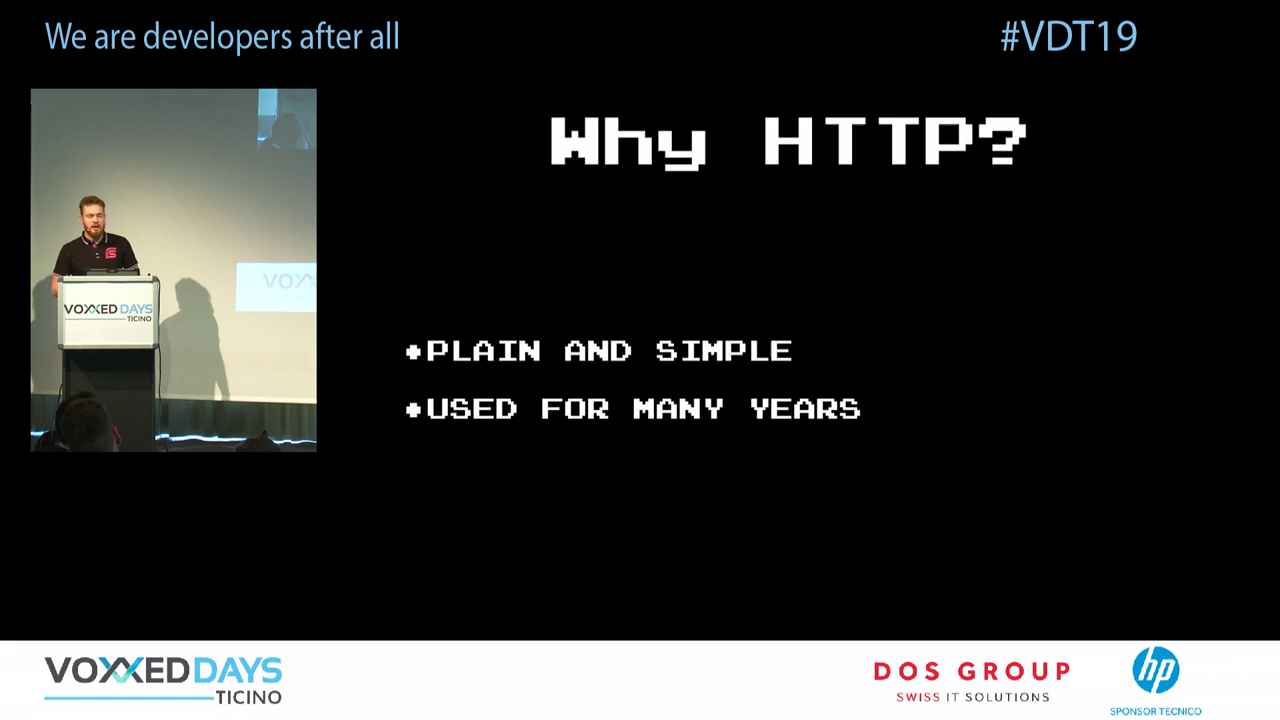 We are developers after all
#VDT19
Why HTTP?
•PLAIN AND SIMPLE
•USED FOR MANY YEARS
VOXXED DAYS
TICINO
VOXXED DAYS
TICINO
DOS GROUP
SWISS IT SOLUTIONS
hp
SPONSOR TECNICO